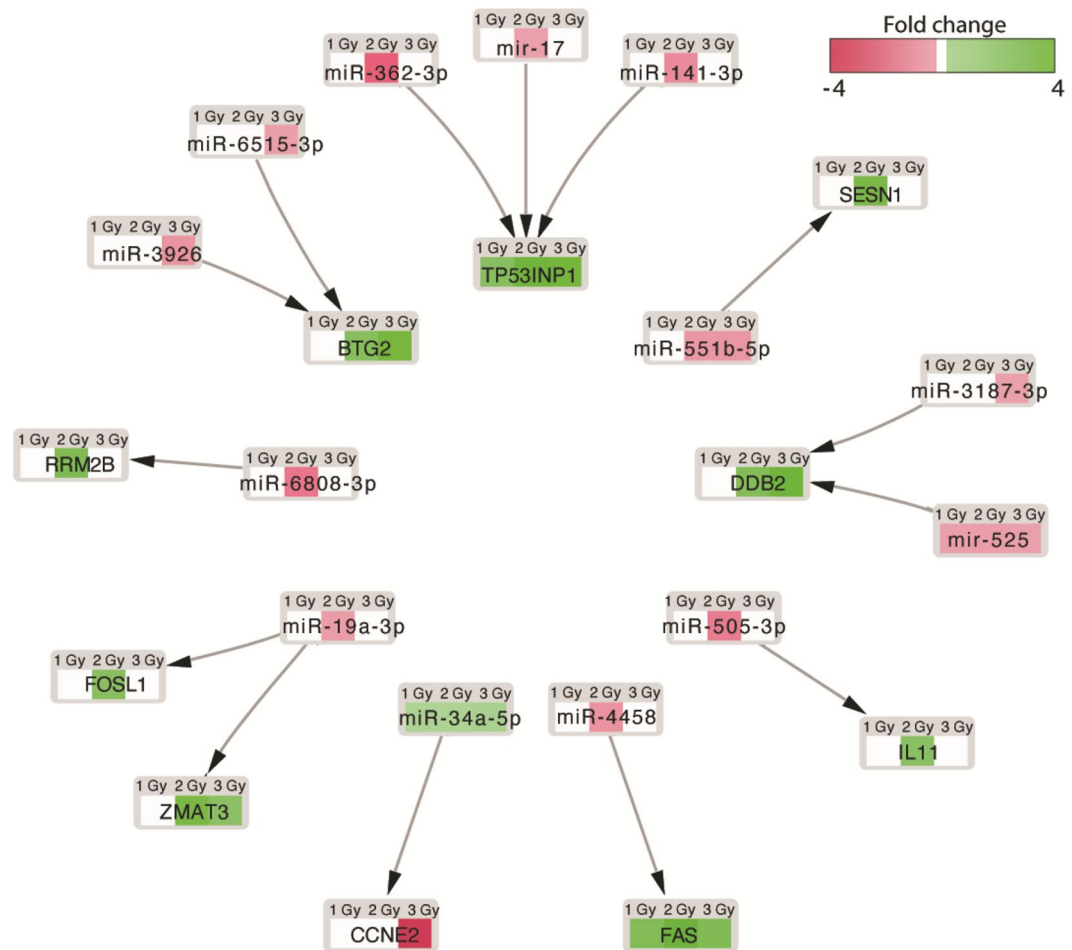 Fold change
-4 4
1 Gy 2 Gy 3 Gy
mir-17
1 Gy 2 Gy 3 Gy
miR-362-3p
1 Gy 2 Gy 3 Gy
miR-141-3p
1 Gy 2 Gy 3 Gy
miR-6515-3p
1 Gy 2 Gy 3 Gy
SESN1
1 Gy 2 Gy 3 Gy
miR-3926
1 Gy 2 Gy 3 Gy
TP53INP1
1 Gy 2 Gy 3 Gy
BTG2
1 Gy 2 Gy 3 Gy
miR-551b-5p
1 Gy 2 Gy 3 Gy
miR-3187-3p
1 Gy 2 Gy 3 Gy
RRM2B
1 Gy 2 Gy 3 Gy
miR-6808-3p
1 Gy 2 Gy 3 Gy
DDB2
1 Gy 2 Gy 3 Gy
mir-525
1 Gy 2 Gy 3 Gy
miR-19a-3p
1 Gy 2 Gy 3 Gy
miR-505-3p
1 Gy 2 Gy 3 Gy
FOSL1
1 Gy 2 Gy 3 Gy
miR-34a-5p
1 Gy 2 Gy 3 Gy
miR-4458
1 Gy 2 Gy 3 Gy
IL11
1 Gy 2 Gy 3 Gy
ZMAT3
1 Gy 2 Gy 3 Gy
CCNE2
1 Gy 2 Gy 3 Gy
FAS